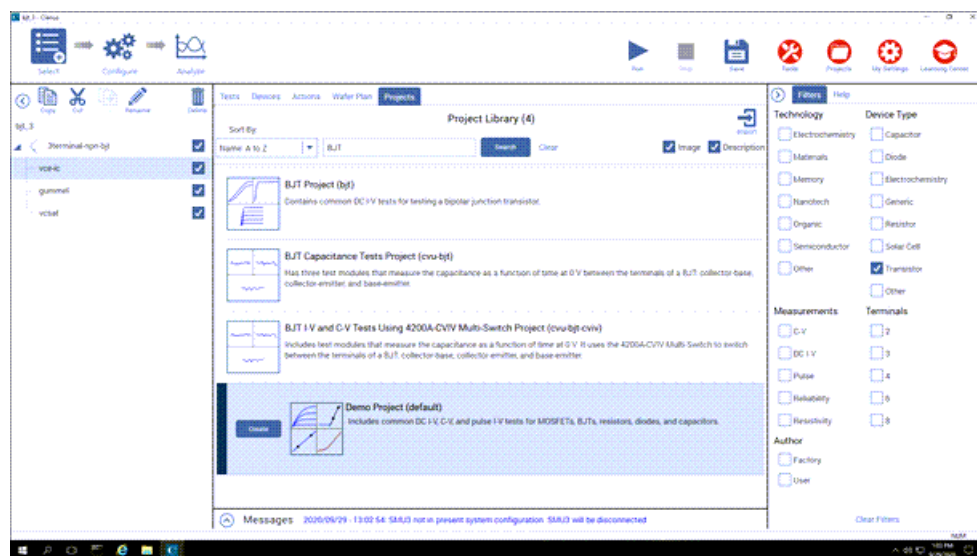 bjt_3 - Clarius
Select
Configure
Analyze
Run
Stop
Save
Tools
Projects
My Settings
Learning Center
Copy
Cut
Rename
Delete
bjt_3
3terminal-npn-bjt
vce-ic
gummel
vcsat
Tests Devices Actions Wafer Plan Projects
Project Library (4)
Import
Sort By:
Name: A to Z
BJT
Search
Clear
Image
Description
BJT Project (bjt)
Contains common DC I-V tests for testing a bipolar junction transistor.
BJT Capacitance Tests Project (cvu-bjt)
Has three test modules that measure the capacitance as a function of time at 0 V between the terminals of a BJT: collector-base,
collector-emitter, and base-emitter.
BJT I-V and C-V Tests Using 4200A-CVIV Multi-Switch Project (cvu-bjt-cviv)
Includes test modules that measure the capacitance as a function of time at 0 V. It uses the 4200A-CVIV Multi-Switch to switch
between the terminals of a BJT: collector-base, collector-emitter, and base-emitter.
Create
Demo Project (default)
Includes common DC I-V, C-V, and pulse I-V tests for MOSFETs, BJTs, resistors, diodes, and capacitors.
Messages 2020/09/29 - 13:02:54: SMU3 not in present system configuration. SMU3 will be disconnected
Filters Help
Technology
Electrochemistry
Materials
Memory
Nanotech
Organic
Semiconductor
Other
Device Type
Capacitor
Diode
Electrochemistry
Generic
Resistor
Solar Cell
Transistor
Other
Measurements
C-V
DC I-V
Pulse
Reliability
Resistivity
Terminals
2
3
4
6
8
Author
Factory
User
Clear Filters
NUM